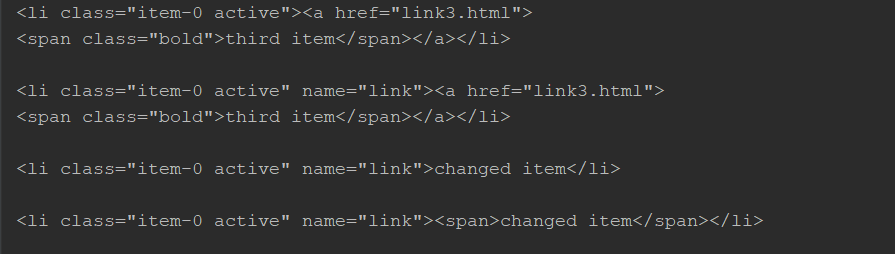 <li class="item-0 active"><a href="link3.html">
<span class="bold">third item</span></a></li>
<li class="item-0 active" name="link"><a href="link3.html">
<span class="bold">third item</span></a></li>
<li class="item-0 active" name="link">changed item</li>
<li class="item-0 active" name="link"><span>changed item</span></li>